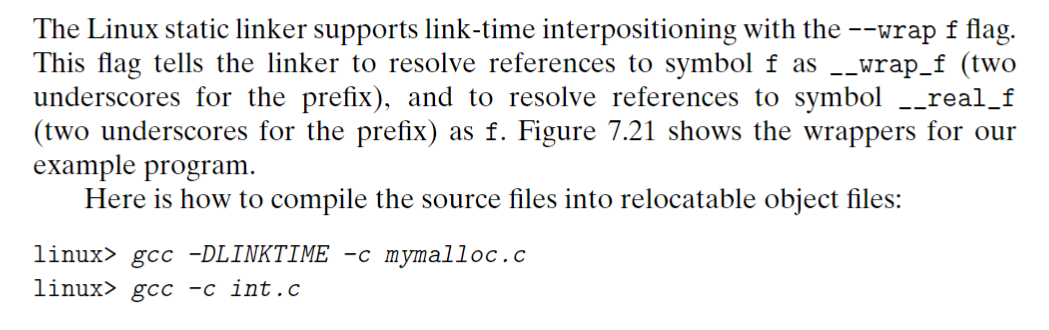 The Linux static linker supports link-time interpositioning with the --wrap f flag.
This flag tells the linker to resolve references to symbol f as __wrap_f (two
underscores for the prefix), and to resolve references to symbol __real_f
(two underscores for the prefix) as f. Figure 7.21 shows the wrappers for our
example program.
Here is how to compile the source files into relocatable object files:
linux> gcc -DLINKTIME -c mymalloc.c
linux> gcc -c int.c